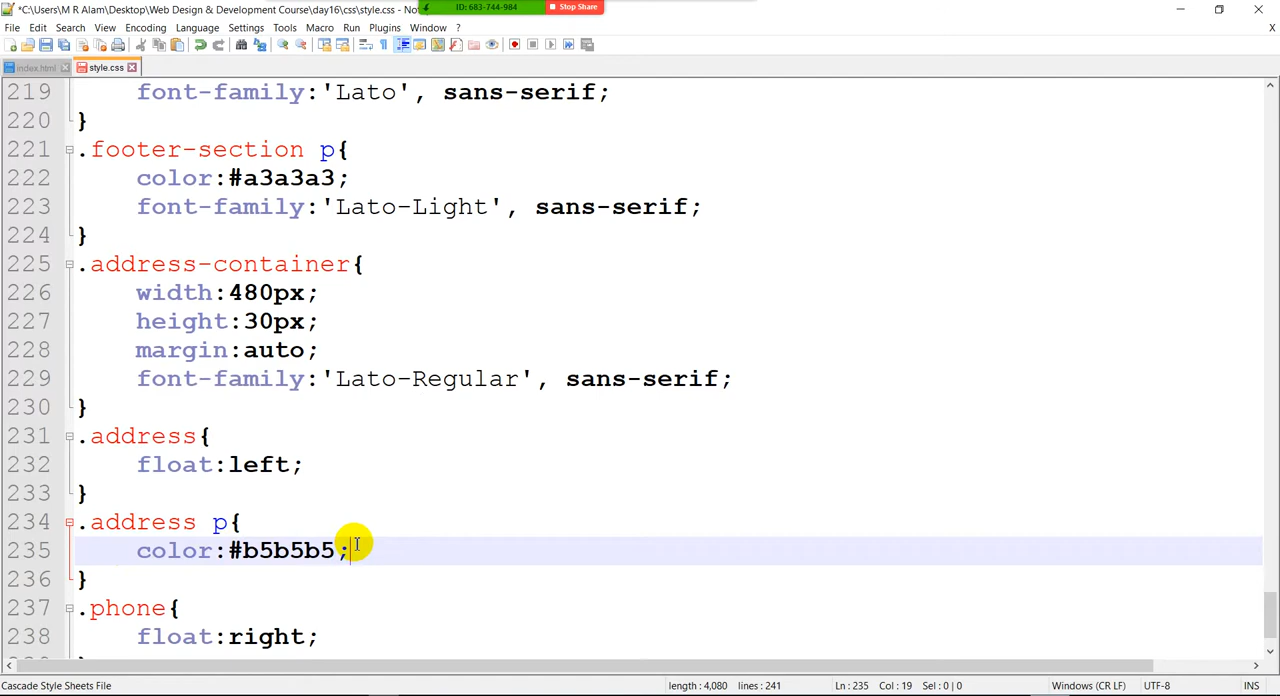 *C:\Users\M R Alam\Desktop\Web Design & Development Course\day16\css\style.css - Not
ID: 683-744-984
Stop Share
File Edit Search View Encoding Language Settings Tools Macro Run Plugins Window ?
X
index.html style.css
219 font-family:'Lato', sans-serif;
220 }
221 .footer-section p{
222 color:#a3a3a3;
223 font-family:'Lato-Light', sans-serif;
224 }
225 .address-container{
226 width:480px;
227 height:30px;
228 margin:auto;
229 font-family:'Lato-Regular', sans-serif;
230 }
231 .address{
232 float:left;
233 }
234 .address p{
235 color:#b5b5b5;
236 }
237 .phone{
238 float:right;
Cascade Style Sheets File length : 4,080 lines : 241 Ln : 235 Col : 19 Sel : 0 | 0 Windows (CR LF) UTF-8 INS